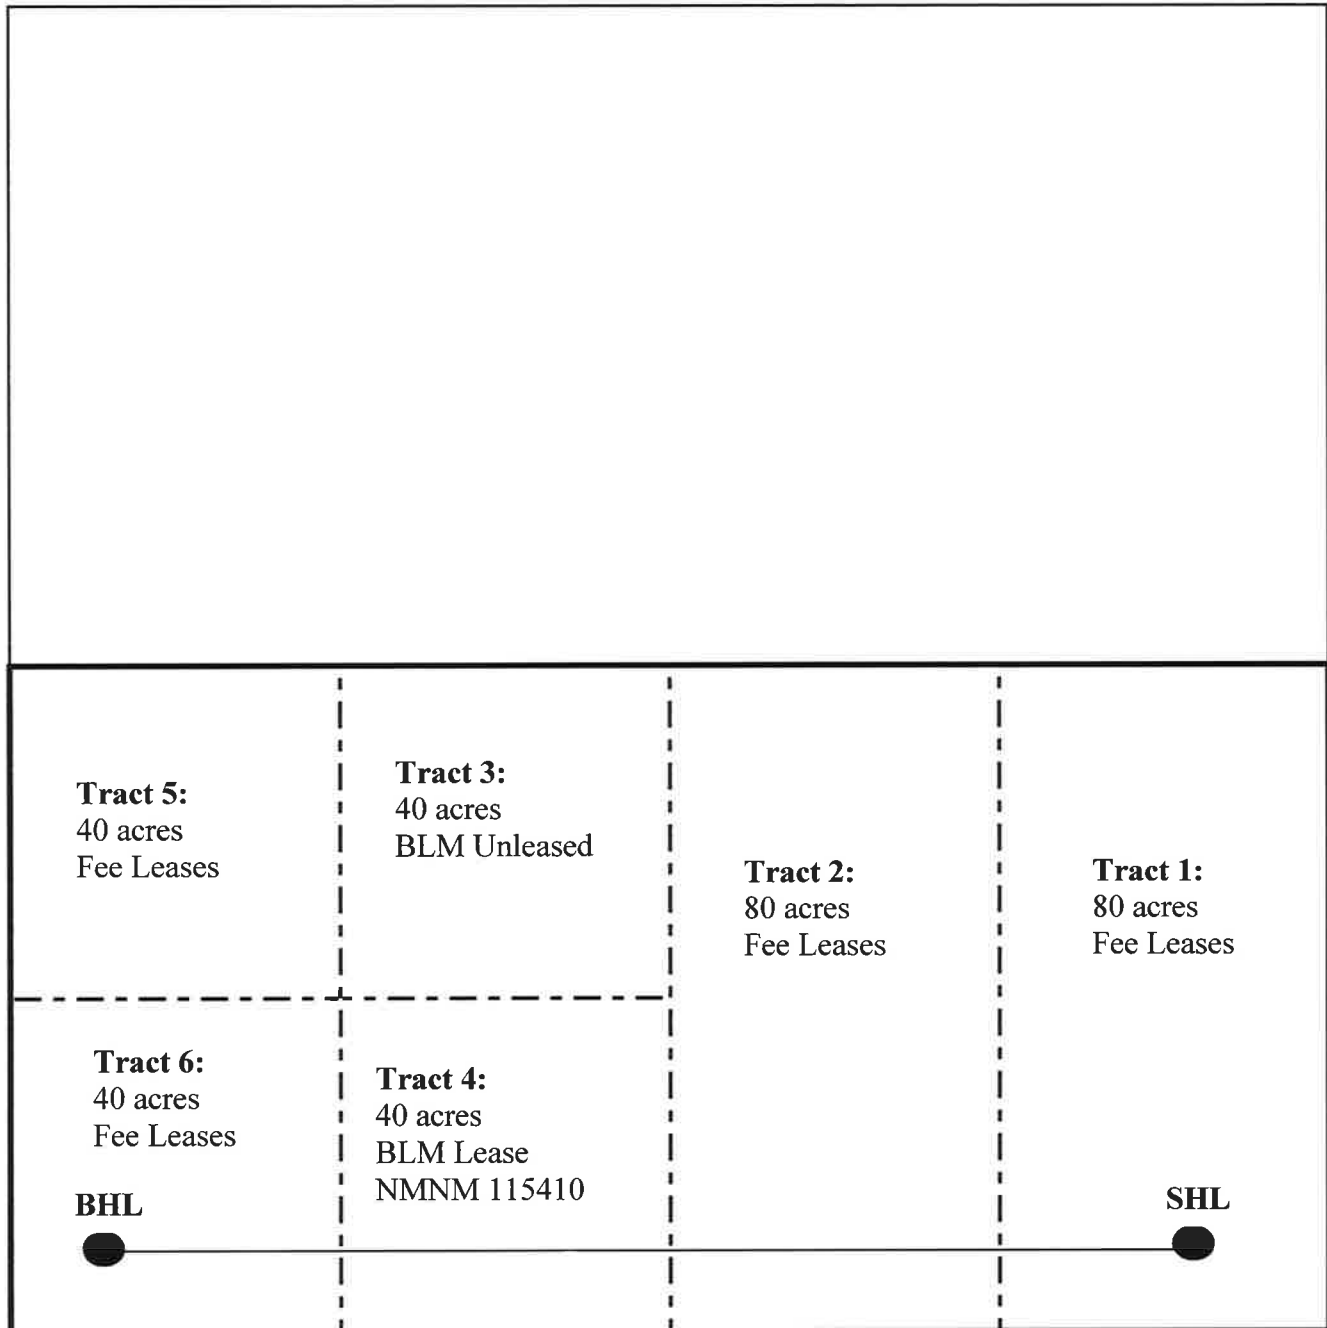 Tract 5:
40 acres
Fee Leases
Tract 3:
40 acres
BLM Unleased
Tract 2:
80 acres
Fee Leases
Tract 1:
80 acres
Fee Leases
Tract 6:
40 acres
Fee Leases
Tract 4:
40 acres
BLM Lease
NMNM 115410
BHL
SHL